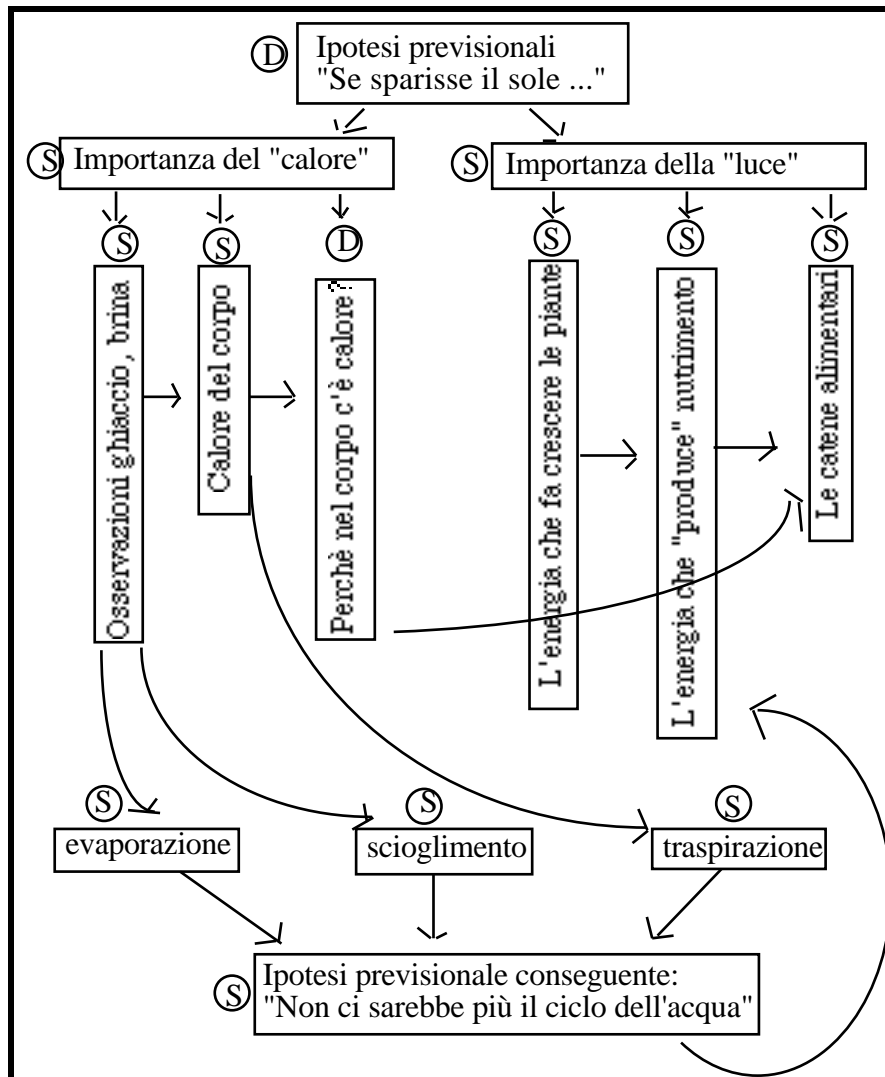 D
Ipotesi previsionali
"Se sparisse il sole ..."
S
Importanza del "calore"
S
Importanza della "luce"
S
S
D
S
S
S
Osservazioni ghiaccio, brina
Calore del corpo
Perchè nel corpo c'è calore?
L'energia che fa crescere le piante
L'energia che "produce" nutrimento
Le catene alimentari
S
S
S
evaporazione
scioglimento
traspirazione
S
Ipotesi previsionale conseguente:
"Non ci sarebbe più il ciclo dell'acqua"